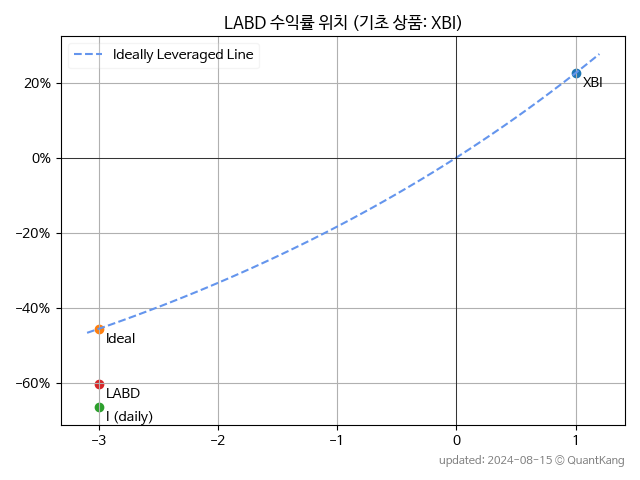 LABD 수익률 위치 (기초 상품: XBI)
Ideally Leveraged Line
20%
0%
−20%
−40%
−60%
XBI
Ideal
LABD
I (daily)
−3
−2
−1
0
1
updated: 2024-08-15 © QuantKang